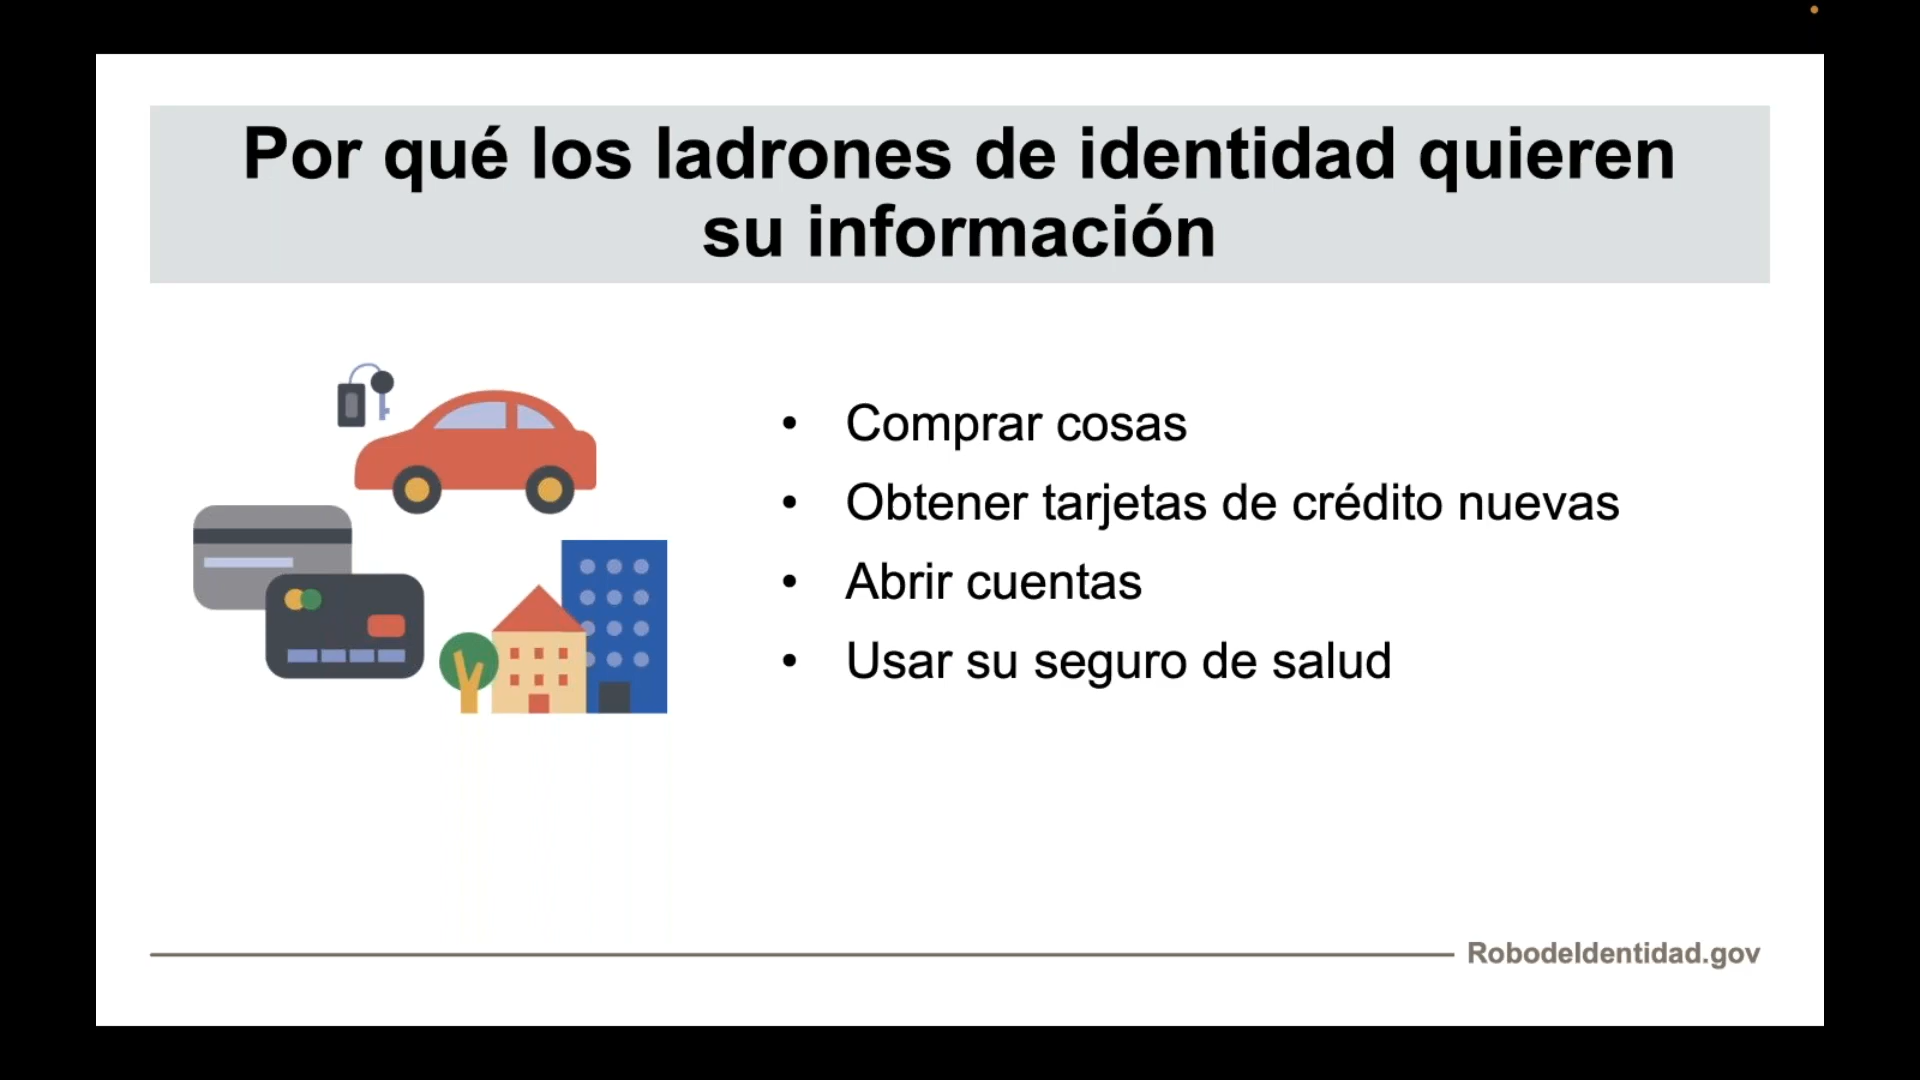 Por qué los ladrones de identidad quieren
su información
• Comprar cosas
• Obtener tarjetas de crédito nuevas
• Abrir cuentas
• Usar su seguro de salud
RobodeIdentidad.gov